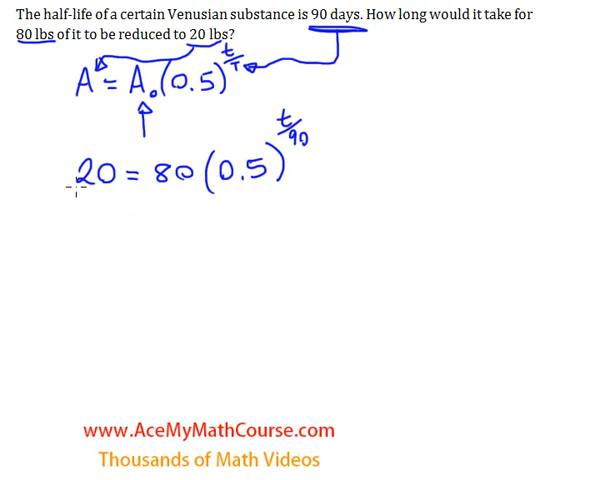 The half-life of a certain Venusian substance is 90 days. How long would it take for
80 lbs of it to be reduced to 20 lbs?
A = A₀(0.5)^t/T
20 = 80(0.5)^t/90
www.AceMyMathCourse.com
Thousands of Math Videos